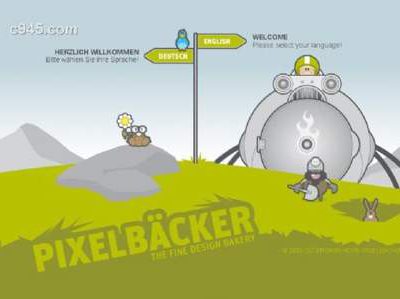 c945.com
HERZLICH WILLKOMMEN
Bitte wählen Sie Ihre Sprache!
DEUTSCH
ENGLISH
WELCOME
Please select your language!
PIXELBÄCKER
THE FINE DESIGN BAKERY